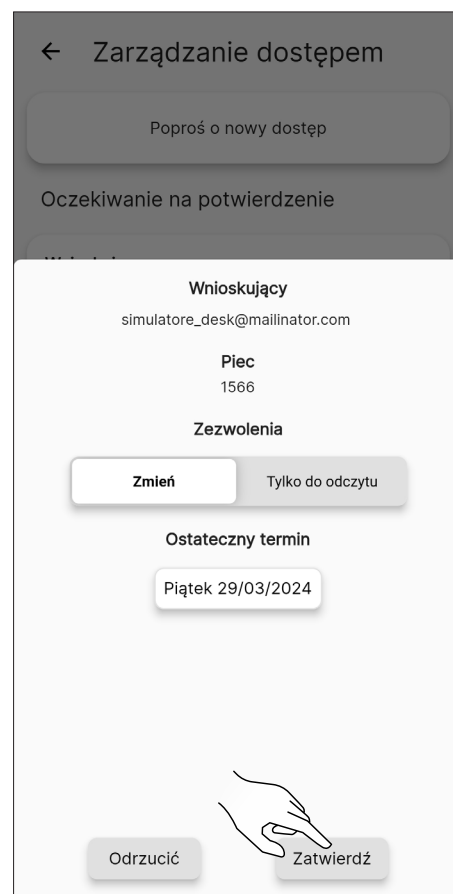 Zarządzanie dostępem
Poproś o nowy dostęp
Oczekiwanie na potwierdzenie
Wnioskujący
simulatore_desk@mailinator.com
Piec
1566
Zezwolenia
Zmień
Tylko do odczytu
Ostateczny termin
Piątek 29/03/2024
Odrzucić
Zatwierdź